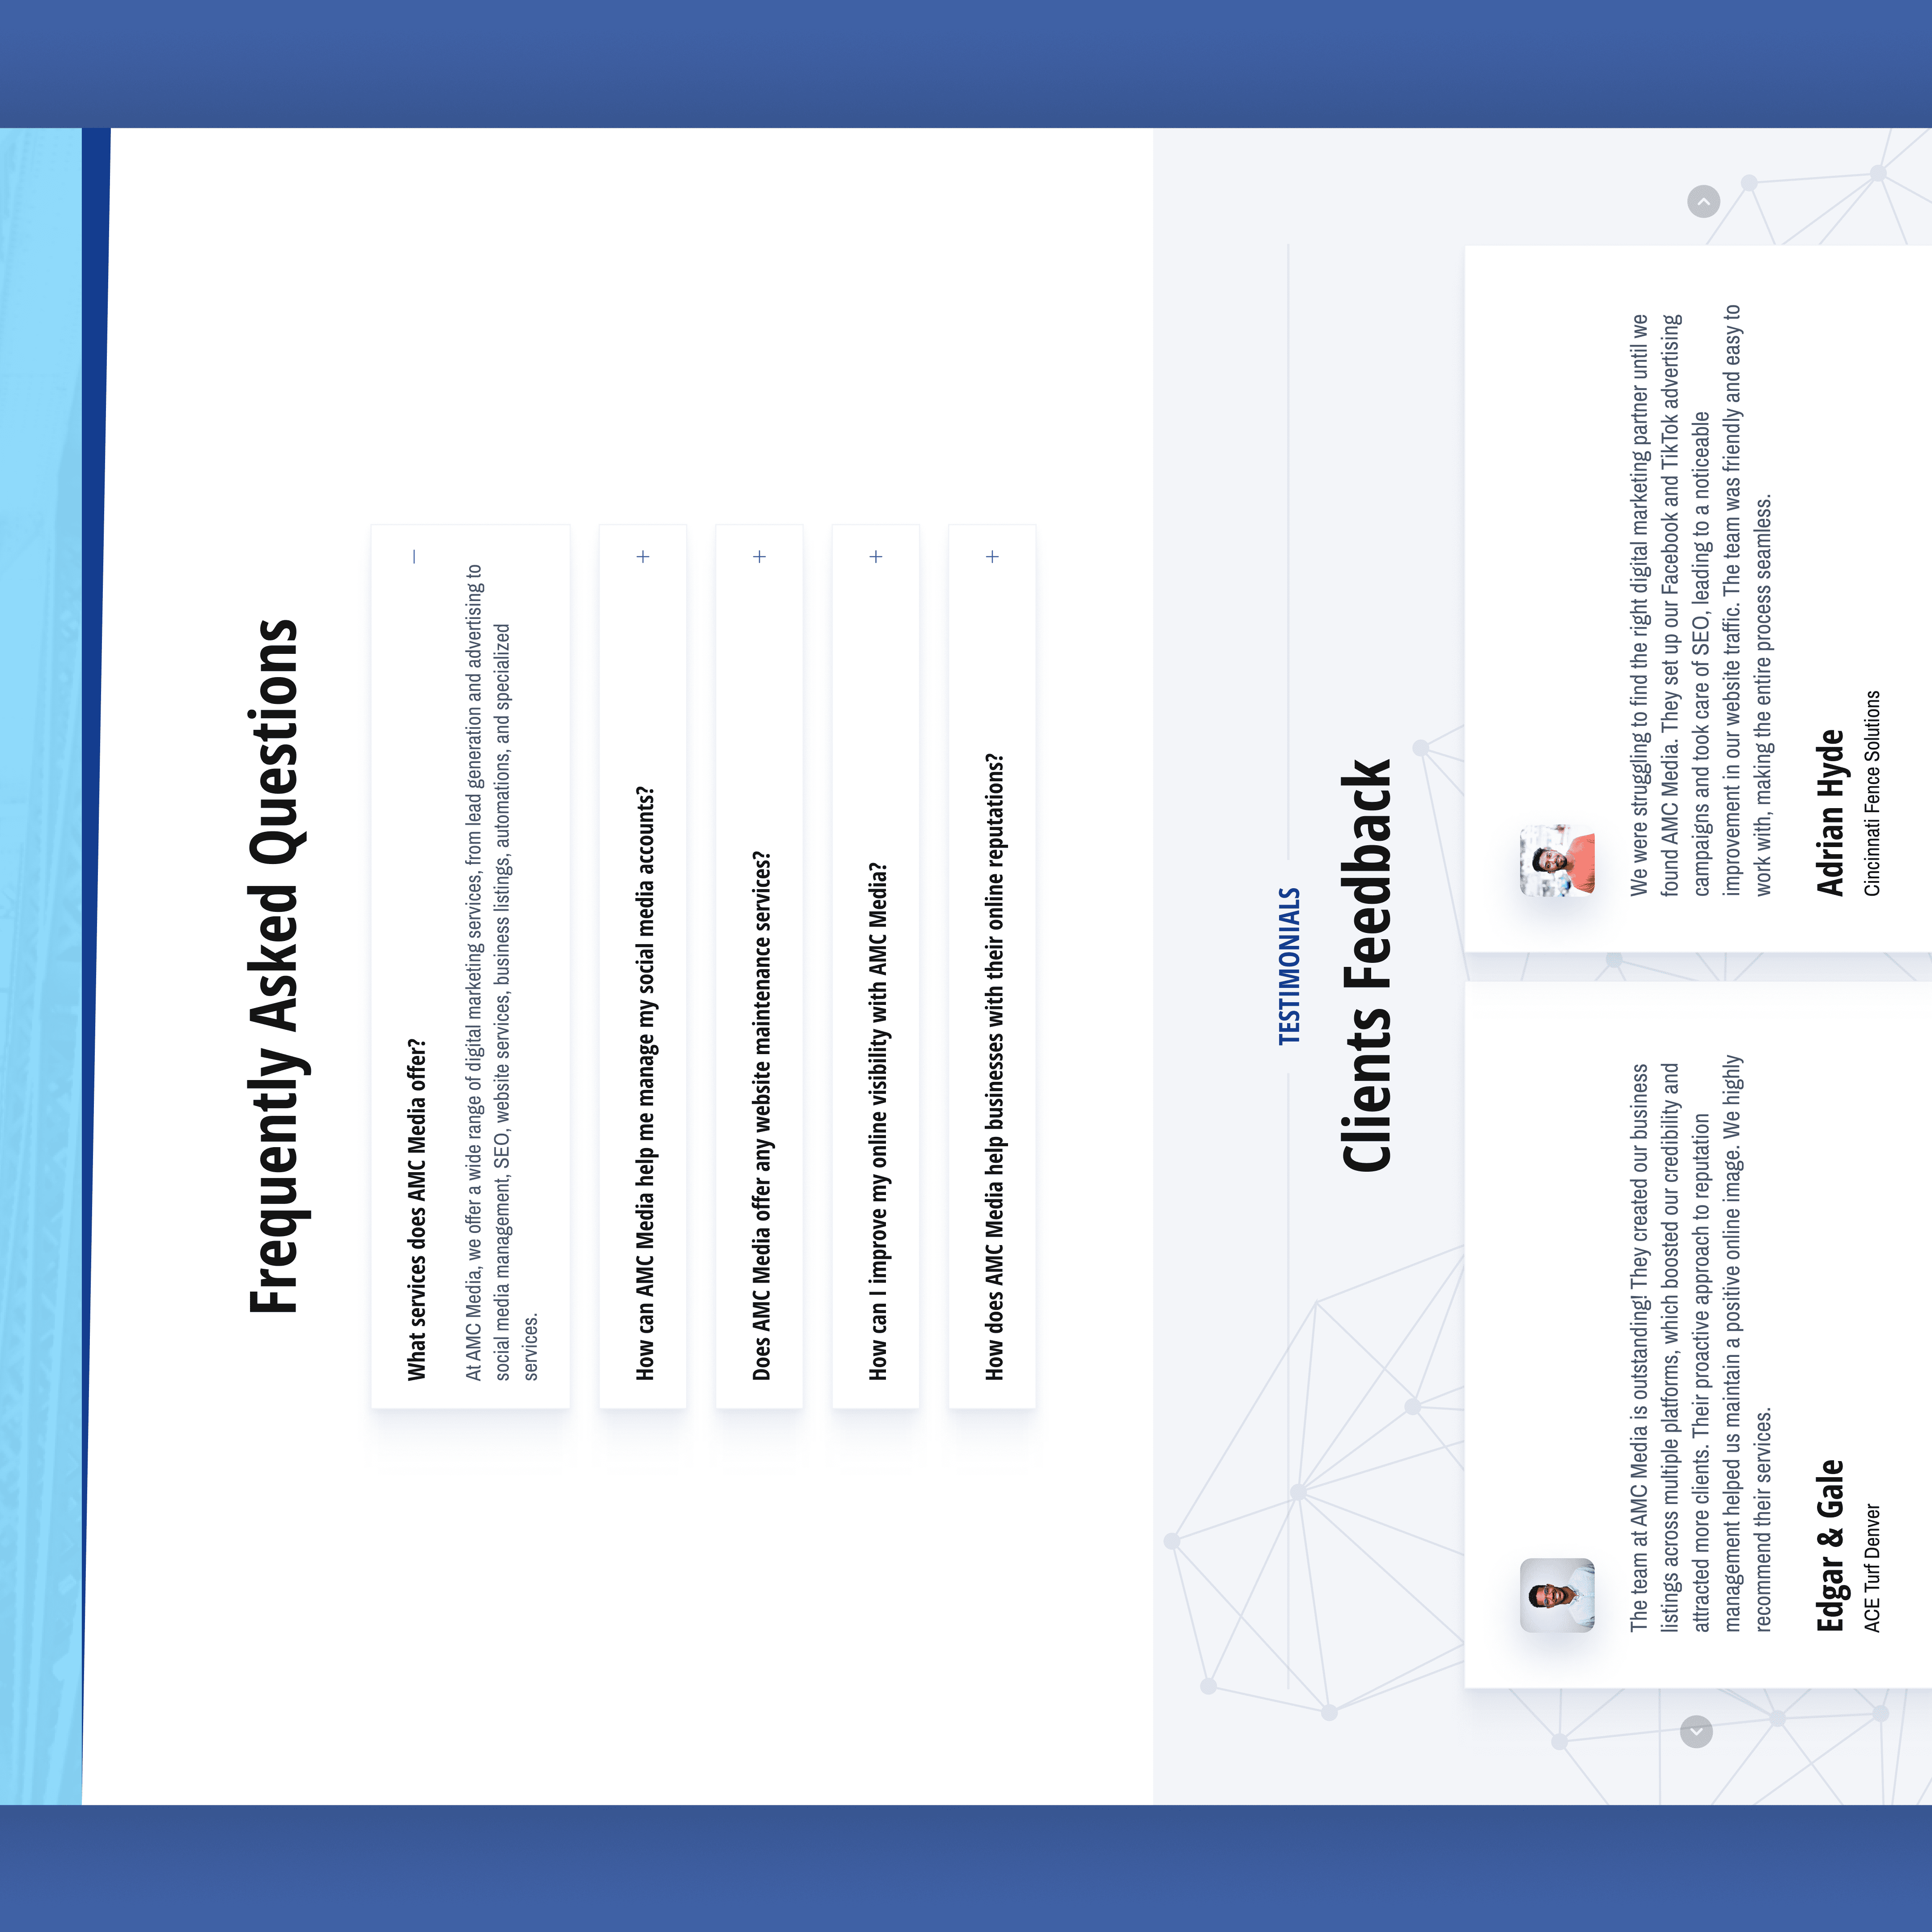 Frequently Asked Questions
What services does AMC Media offer?
At AMC Media, we offer a wide range of digital marketing services, from lead generation and advertising to
social media management, SEO, website services, business listings, automations, and specialized
services.
How can AMC Media help me manage my social media accounts?
Does AMC Media offer any website maintenance services?
How can I improve my online visibility with AMC Media?
How does AMC Media help businesses with their online reputations?
TESTIMONIALS
Clients Feedback
The team at AMC Media is outstanding! They created our business
listings across multiple platforms, which boosted our credibility and
attracted more clients. Their proactive approach to reputation
management helped us maintain a positive online image. We highly
recommend their services.
Edgar & Gale
ACE Turf Denver
We were struggling to find the right digital marketing partner until we
found AMC Media. They set up our Facebook and TikTok advertising
campaigns and took care of SEO, leading to a noticeable
improvement in our website traffic. The team was friendly and easy to
work with, making the entire process seamless.
Adrian Hyde
Cincinnati Fence Solutions